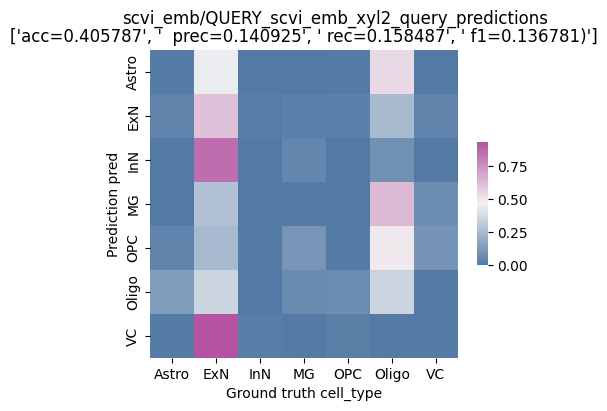 scvi_emb/QUERY_scvi_emb_xyl2_query_predictions
['acc=0.405787', '  prec=0.140925', ' rec=0.158487', ' f1=0.136781)']
Astro
ExN
InN
MG
OPC
Oligo
VC
Prediction pred
0.75
0.50
0.25
0.00
Astro ExN InN MG OPC Oligo VC
Ground truth cell_type